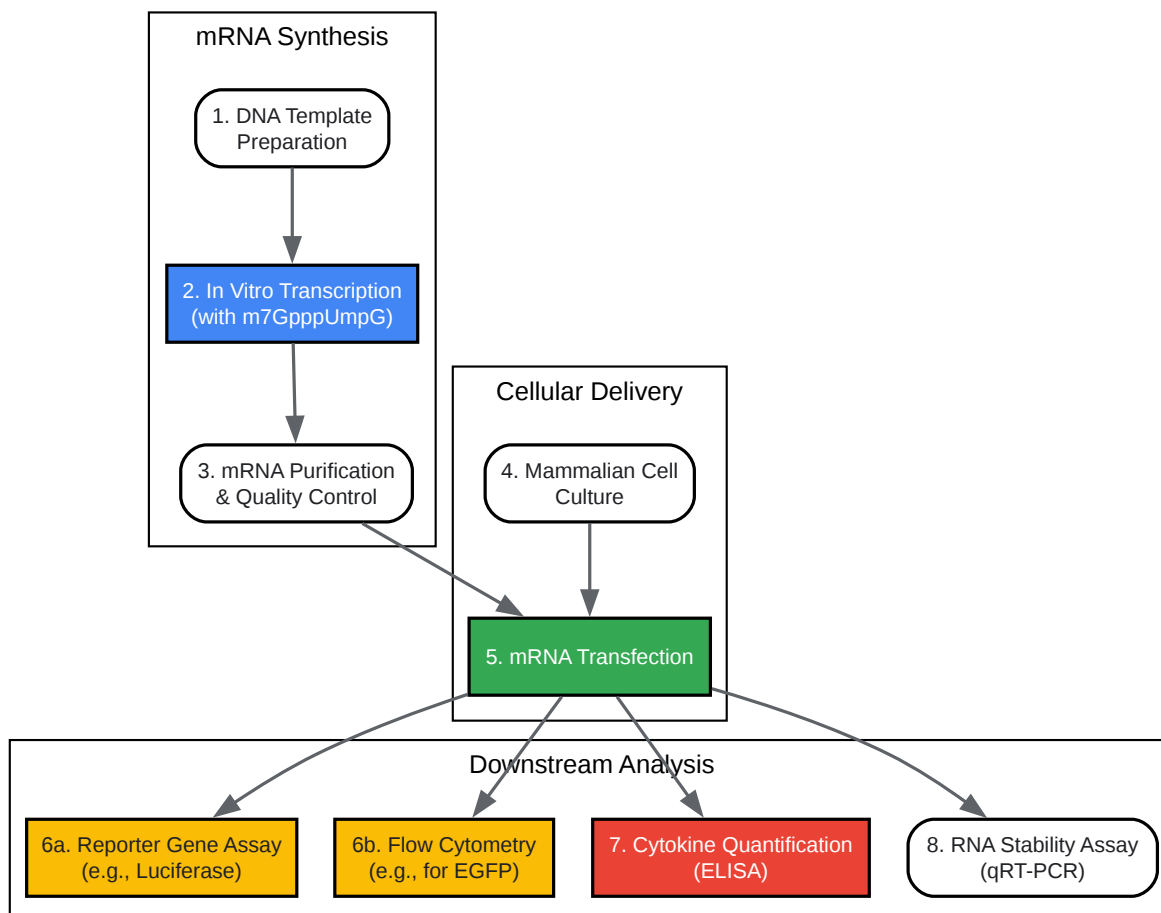 mRNA Synthesis
1. DNA Template
Preparation
2. In Vitro Transcription
(with m7GpppUmpG)
3. mRNA Purification
& Quality Control
Cellular Delivery
4. Mammalian Cell
Culture
5. mRNA Transfection
Downstream Analysis
6a. Reporter Gene Assay
(e.g., Luciferase)
6b. Flow Cytometry
(e.g., for EGFP)
7. Cytokine Quantification
(ELISA)
8. RNA Stability Assay
(qRT-PCR)